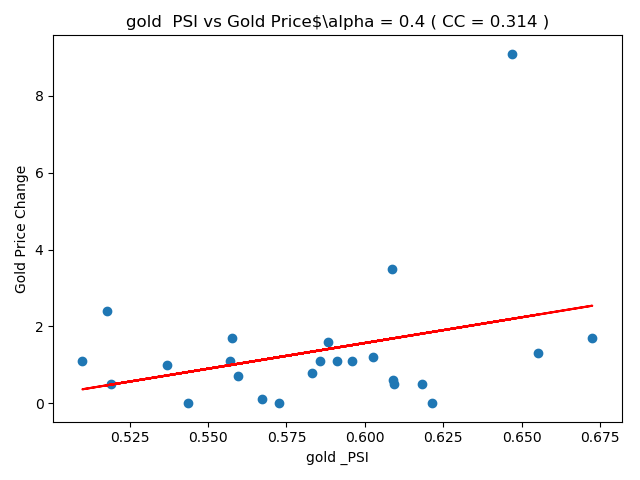 gold  PSI vs Gold Price$\alpha = 0.4 ( CC = 0.314 )
Gold Price Change
8
6
4
2
0
0.525 0.550 0.575 0.600 0.625 0.650 0.675
gold _PSI